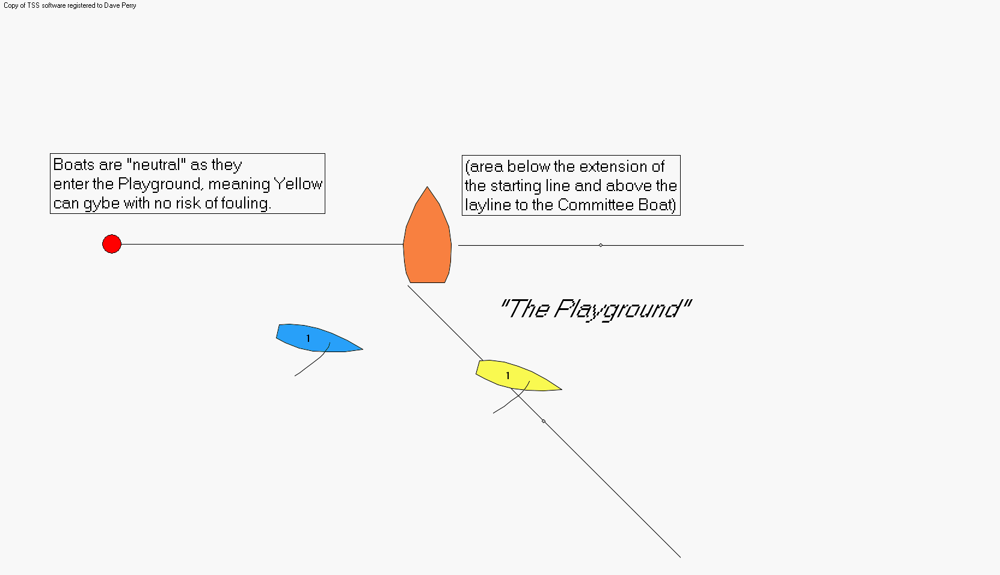 Copy of TSS software registered to Dave Perry
Boats are "neutral" as they
enter the Playground, meaning Yellow
can gybe with no risk of fouling.
(area below the extension of
the starting line and above the
layline to the Committee Boat)
"The Playground"
1
1